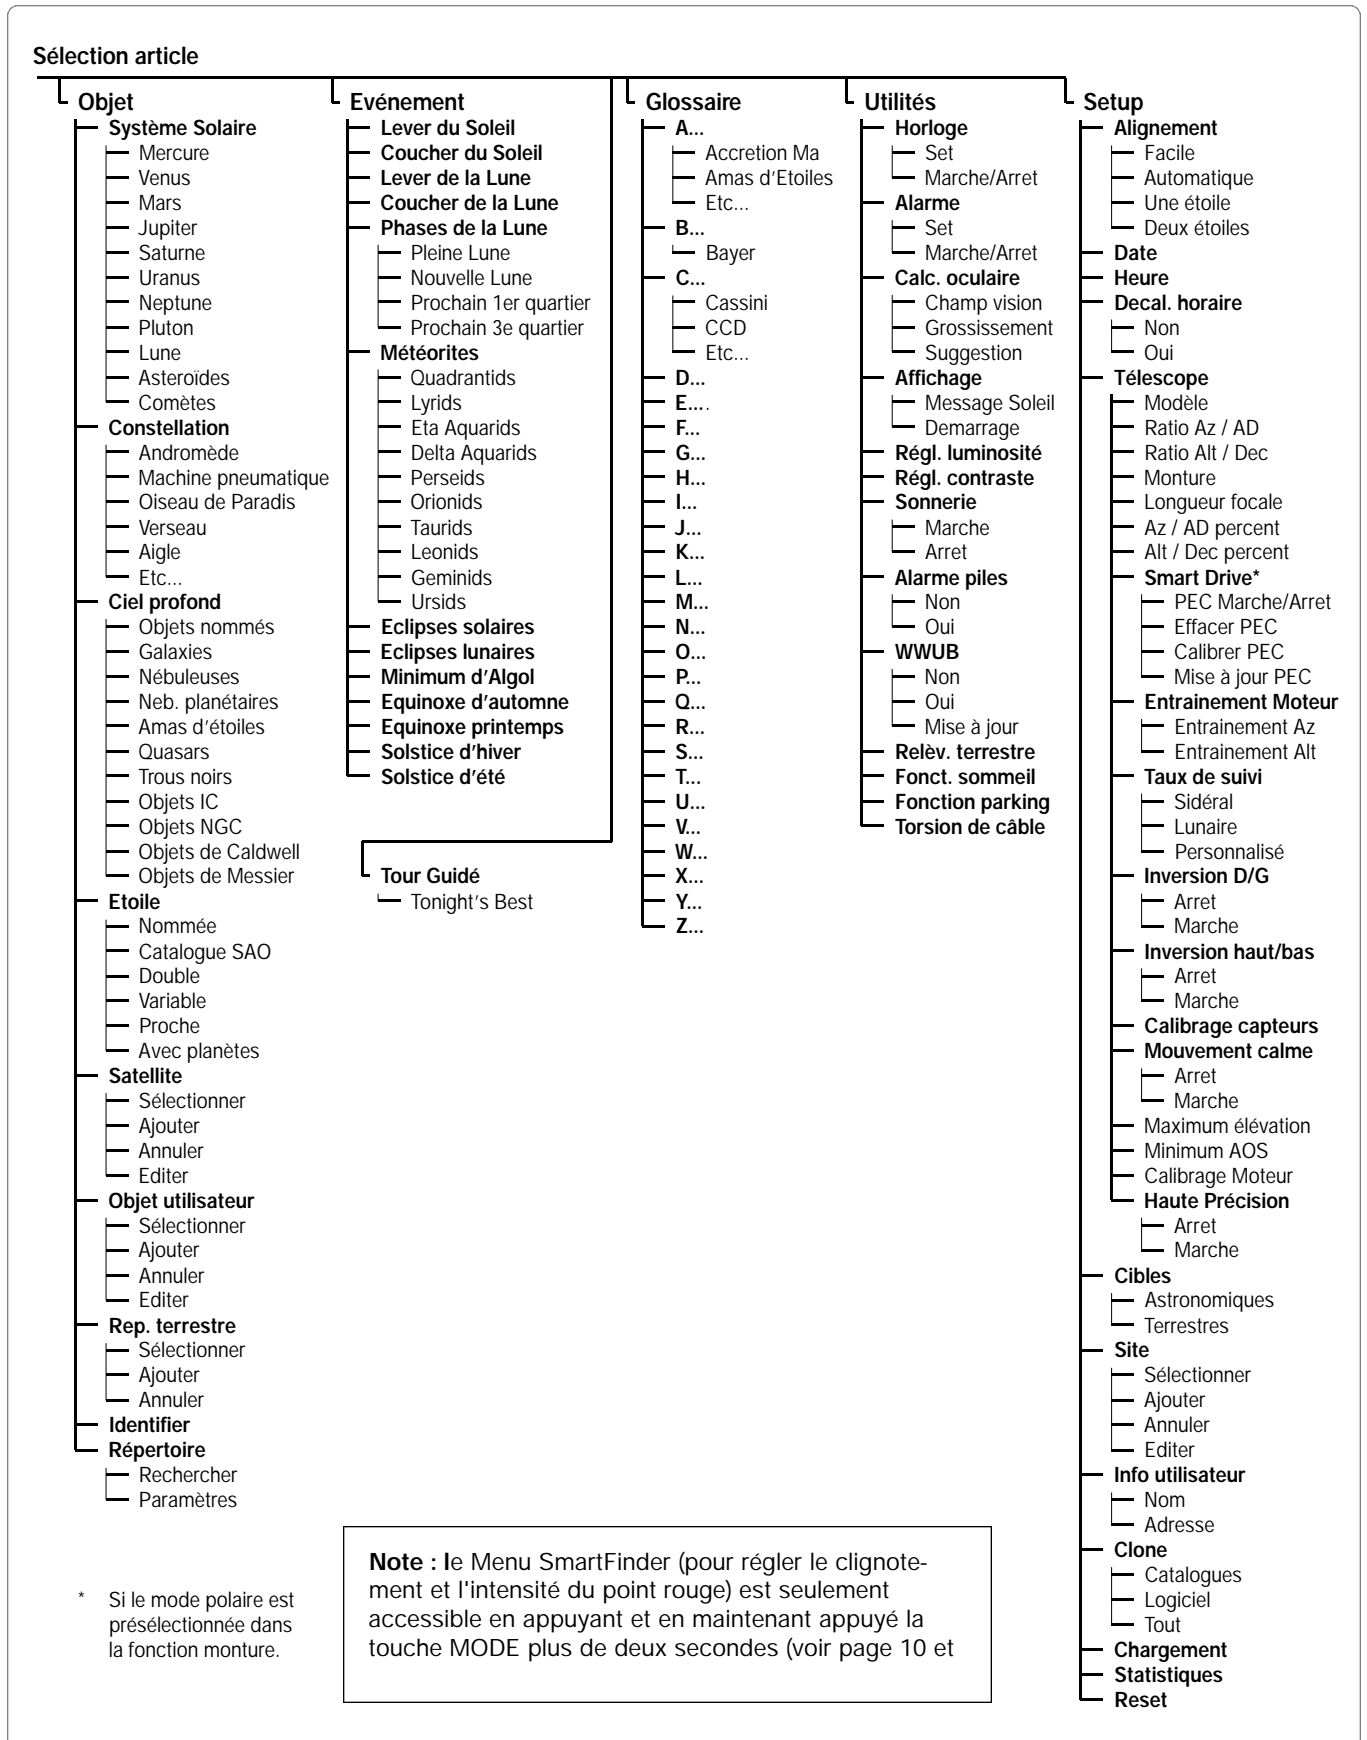 Sélection article
Objet
Système Solaire
Mercure
Venus
Mars
Jupiter
Saturne
Uranus
Neptune
Pluton
Lune
Asteroïdes
Comètes
Constellation
Andromède
Machine pneumatique
Oiseau de Paradis
Verseau
Aigle
Etc...
Ciel profond
Objets nommés
Galaxies
Nébuleuses
Neb. planétaires
Amas d'étoiles
Quasars
Trous noirs
Objets IC
Objets NGC
Objets de Caldwell
Objets de Messier
Etoile
Nommée
Catalogue SAO
Double
Variable
Proche
Avec planètes
Satellite
Sélectionner
Ajouter
Annuler
Editer
Objet utilisateur
Sélectionner
Ajouter
Annuler
Editer
Rep. terrestre
Sélectionner
Ajouter
Annuler
Identifier
Répertoire
Rechercher
Paramètres
* Si le mode polaire est
présélectionnée dans
la fonction monture.
Evénement
Lever du Soleil
Coucher du Soleil
Lever de la Lune
Coucher de la Lune
Phases de la Lune
Pleine Lune
Nouvelle Lune
Prochain 1er quartier
Prochain 3e quartier
Météorites
Quadrantids
Lyrids
Eta Aquarids
Delta Aquarids
Perseids
Orionids
Taurids
Leonids
Geminids
Ursids
Eclipses solaires
Eclipses lunaires
Minimum d'Algol
Equinoxe d'automne
Equinoxe printemps
Solstice d'hiver
Solstice d'été
Tour Guidé
Tonight's Best
Glossaire
A...
Accretion Ma
Amas d'Etoiles
Etc...
B...
Bayer
C...
Cassini
CCD
Etc...
D...
E....
F...
G...
H...
I...
J...
K...
L...
M...
N...
O...
P...
Q...
R...
S...
T...
U...
V...
W...
X...
Y...
Z...
Utilités
Horloge
Set
Marche/Arret
Alarme
Set
Marche/Arret
Calc. oculaire
Champ vision
Grossissement
Suggestion
Affichage
Message Soleil
Demarrage
Régl. luminosité
Régl. contraste
Sonnerie
Marche
Arret
Alarme piles
Non
Oui
WWUB
Non
Oui
Mise à jour
Relèv. terrestre
Fonct. sommeil
Fonction parking
Torsion de câble
Setup
Alignement
Facile
Automatique
Une étoile
Deux étoiles
Date
Heure
Decal. horaire
Non
Oui
Télescope
Modèle
Ratio Az / AD
Ratio Alt / Dec
Monture
Longueur focale
Az / AD percent
Alt / Dec percent
Smart Drive*
PEC Marche/Arret
Effacer PEC
Calibrer PEC
Mise à jour PEC
Entrainement Moteur
Entrainement Az
Entrainement Alt
Taux de suivi
Sidéral
Lunaire
Personnalisé
Inversion D/G
Arret
Marche
Inversion haut/bas
Arret
Marche
Calibrage capteurs
Mouvement calme
Arret
Marche
Maximum élévation
Minimum AOS
Calibrage Moteur
Haute Précision
Arret
Marche
Cibles
Astronomiques
Terrestres
Site
Sélectionner
Ajouter
Annuler
Editer
Info utilisateur
Nom
Adresse
Clone
Catalogues
Logiciel
Tout
Chargement
Statistiques
Reset
Note : le Menu SmartFinder (pour régler le clignote-
ment et l'intensité du point rouge) est seulement
accessible en appuyant et en maintenant appuyé la
touche MODE plus de deux secondes (voir page 10 et